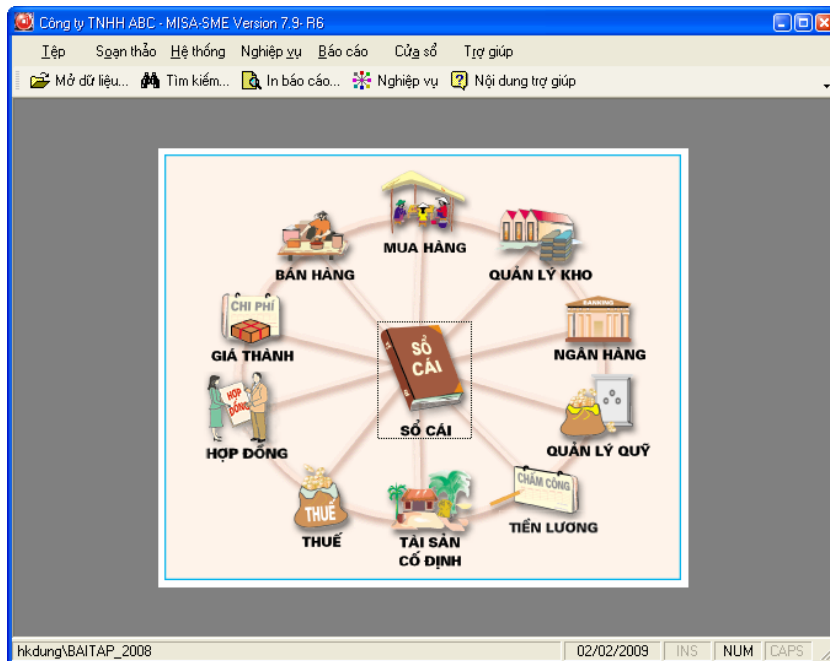 Công ty TNHH ABC - MISA-SME Version 7.9- R6
Tệp Soạn thảo Hệ thống Nghiệp vụ Báo cáo Cửa sổ Trợ giúp
Mở dữ liệu... Tìm kiếm... In báo cáo... Nghiệp vụ Nội dung trợ giúp
MUA HÀNG
BÁN HÀNG
QUẢN LÝ KHO
CHI PHÍ
GIÁ THÀNH
BANKING
NGÂN HÀNG
SỔ
CÁI
SỔ CÁI
HỢP
ĐỒNG
HỢP ĐỒNG
QUẢN LÝ QUỸ
CHẤM CÔNG
TIỀN LƯƠNG
THUẾ
THUẾ
TÀI SẢN
CỐ ĐỊNH
hkdung\BAITAP_2008 02/02/2009 INS NUM CAPS